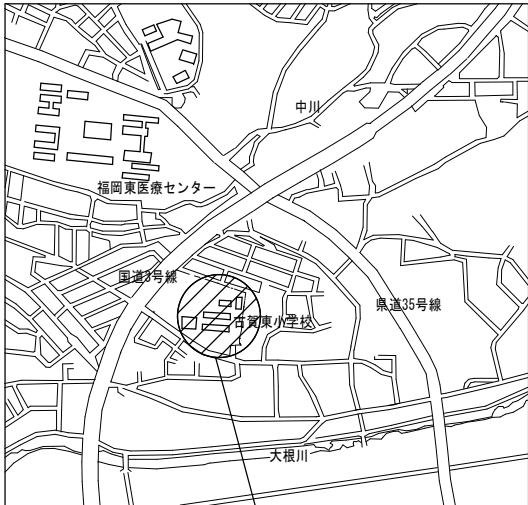 中川
福岡東医療センター
国道3号線
県道35号線
古賀東小学校
大根川